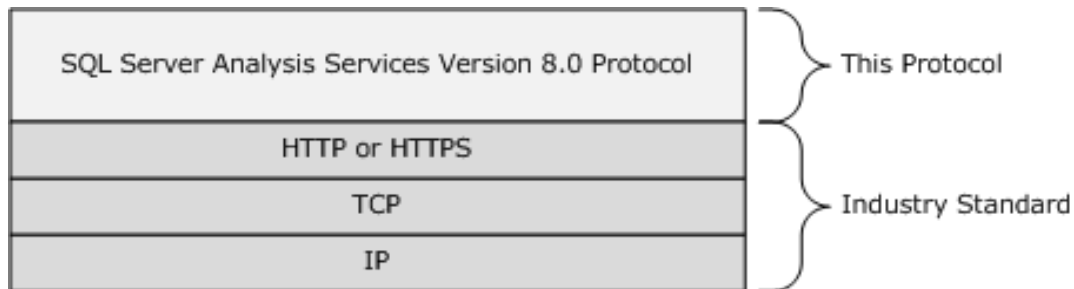 SQL Server Analysis Services Version 8.0 Protocol
This Protocol
HTTP or HTTPS
TCP
Industry Standard
IP